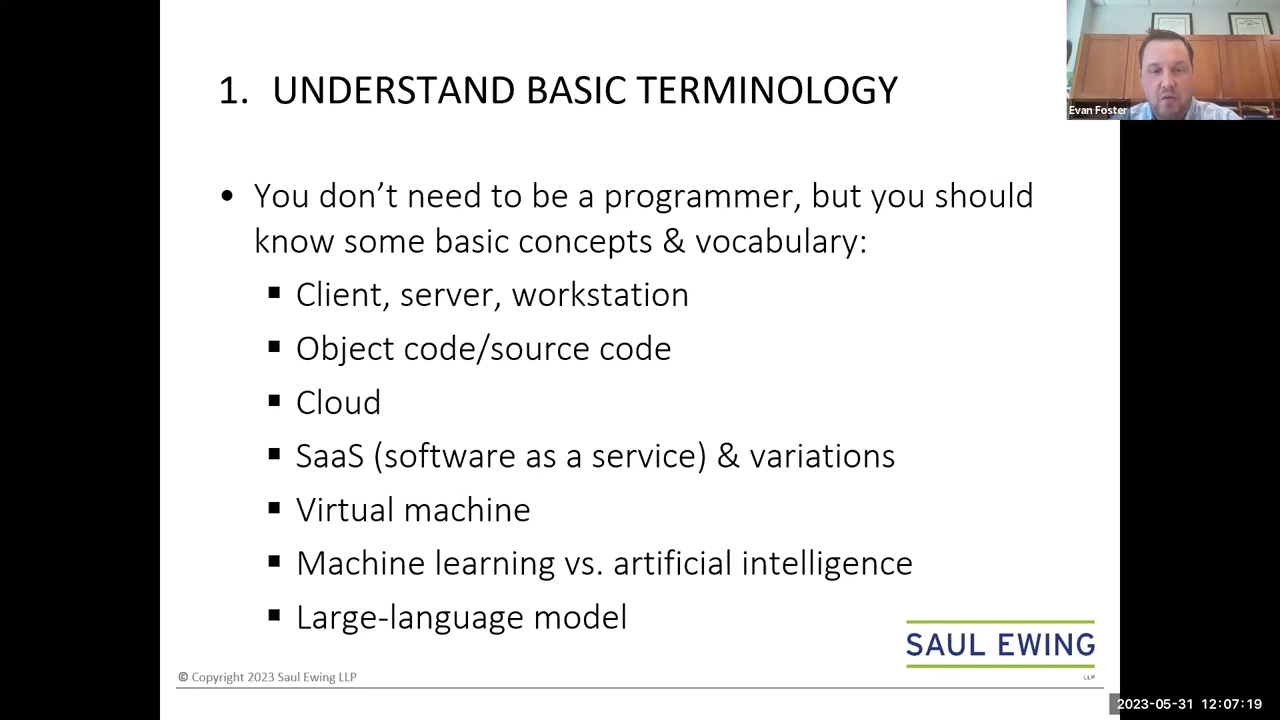 1. UNDERSTAND BASIC TERMINOLOGY
Evan Foster
• You don’t need to be a programmer, but you should
know some basic concepts & vocabulary:
▪ Client, server, workstation
▪ Object code/source code
▪ Cloud
▪ SaaS (software as a service) & variations
▪ Virtual machine
▪ Machine learning vs. artificial intelligence
▪ Large-language model
SAUL EWING
LLP
© Copyright 2023 Saul Ewing LLP
2023-05-31 12:07:19